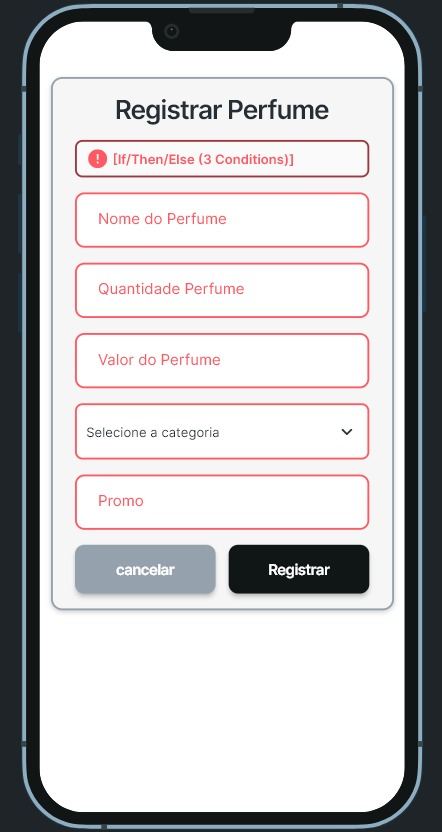 Registrar Perfume
! [If/Then/Else (3 Conditions)]
Nome do Perfume
Quantidade Perfume
Valor do Perfume
Selecione a categoria
Promo
cancelar Registrar